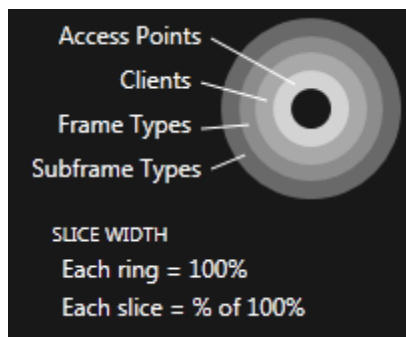 Access Points
Clients
Frame Types
Subframe Types
SLICE WIDTH
Each ring = 100%
Each slice = % of 100%